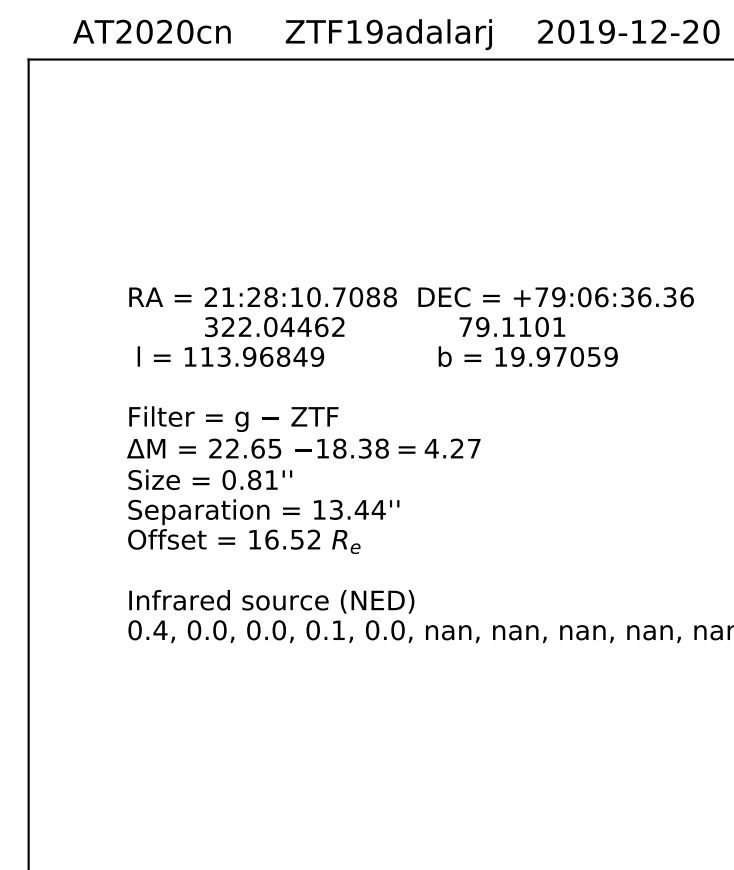 AT2020cn ZTF19adalarj 2019-12-20
RA = 21:28:10.7088 DEC = +79:06:36.36
322.04462 79.1101
l = 113.96849 b = 19.97059
Filter = g − ZTF
ΔM = 22.65 −18.38 = 4.27
Size = 0.81''
Separation = 13.44''
Offset = 16.52 Re
Infrared source (NED)
0.4, 0.0, 0.0, 0.1, 0.0, nan, nan, nan, nan,